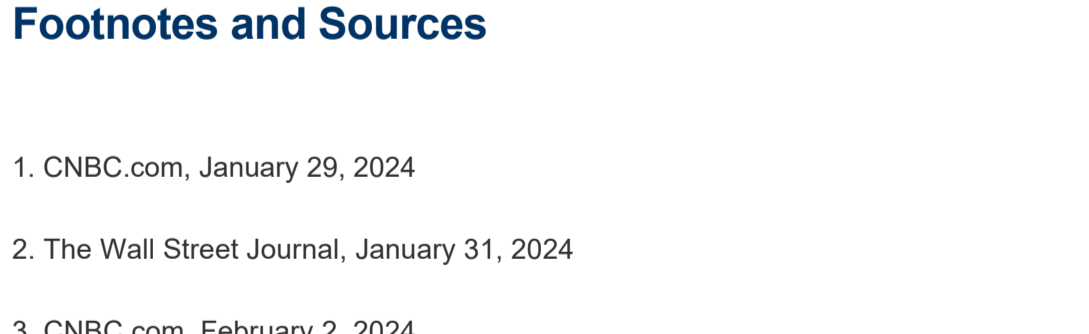 Footnotes and Sources
1. CNBC.com, January 29, 2024
2. The Wall Street Journal, January 31, 2024
3. CNBC.com, February 2, 2024